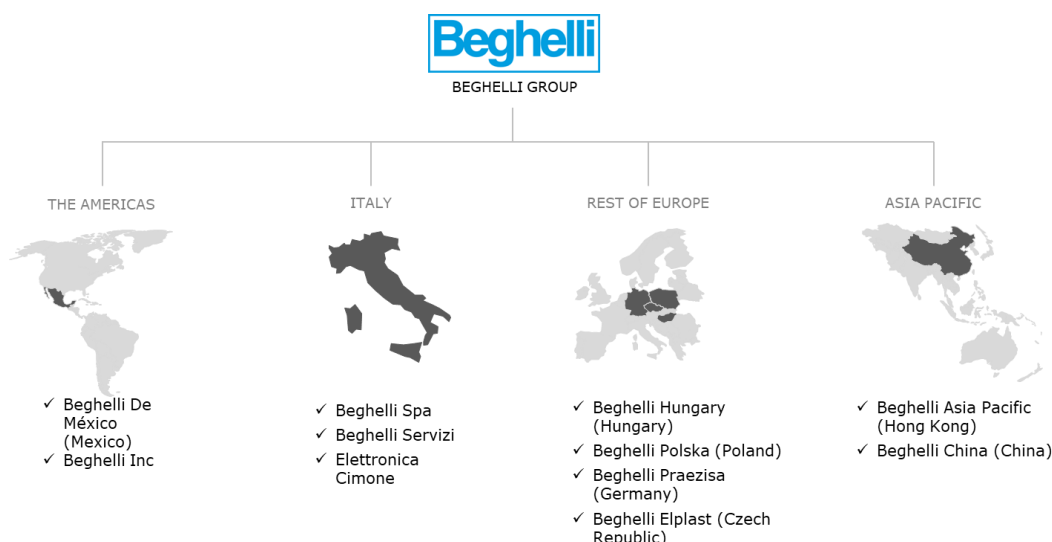 Beghelli
BEGHELLI GROUP
THE AMERICAS
Beghelli De
México
(Mexico)
Beghelli Inc
ITALY
Beghelli Spa
Beghelli Servizi
Elettronica
Cimone
REST OF EUROPE
Beghelli Hungary
(Hungary)
Beghelli Polska (Poland)
Beghelli Praezisa
(Germany)
Beghelli Elplast (Czech
Republic)
ASIA PACIFIC
Beghelli Asia Pacific
(Hong Kong)
Beghelli China (China)